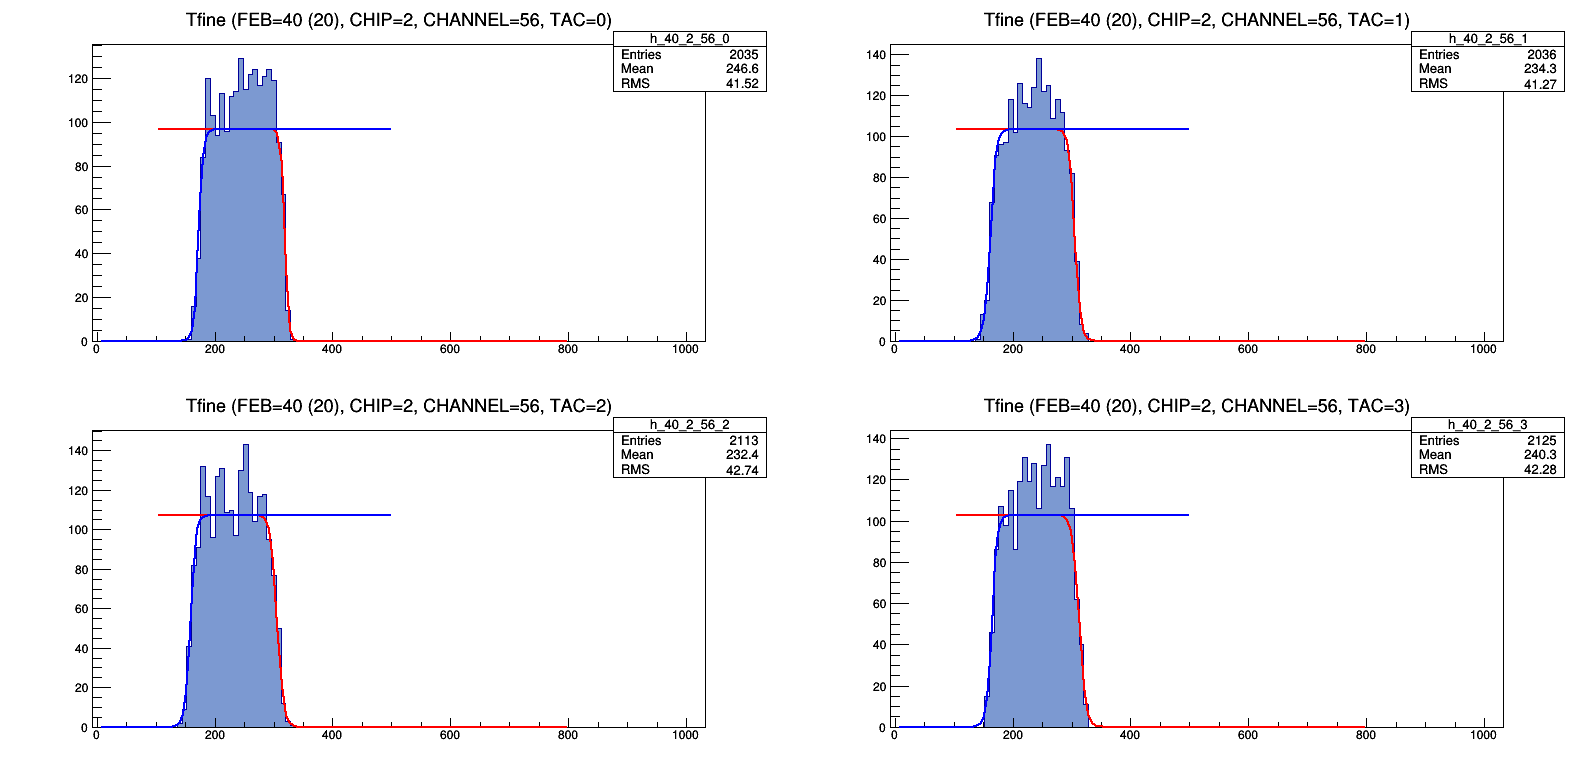 Tfine (FEB=40 (20), CHIP=2, CHANNEL=56, TAC=0)
h_40_2_56_0
Entries 2035
Mean 246.6
RMS 41.52
120
100
80
60
40
20
0
0 200 400 600 800 1000
Tfine (FEB=40 (20), CHIP=2, CHANNEL=56, TAC=1)
h_40_2_56_1
Entries 2036
Mean 234.3
RMS 41.27
140
120
100
80
60
40
20
0
0 200 400 600 800 1000
Tfine (FEB=40 (20), CHIP=2, CHANNEL=56, TAC=2)
h_40_2_56_2
Entries 2113
Mean 232.4
RMS 42.74
140
120
100
80
60
40
20
0
0 200 400 600 800 1000
Tfine (FEB=40 (20), CHIP=2, CHANNEL=56, TAC=3)
h_40_2_56_3
Entries 2125
Mean 240.3
RMS 42.28
140
120
100
80
60
40
20
0
0 200 400 600 800 1000